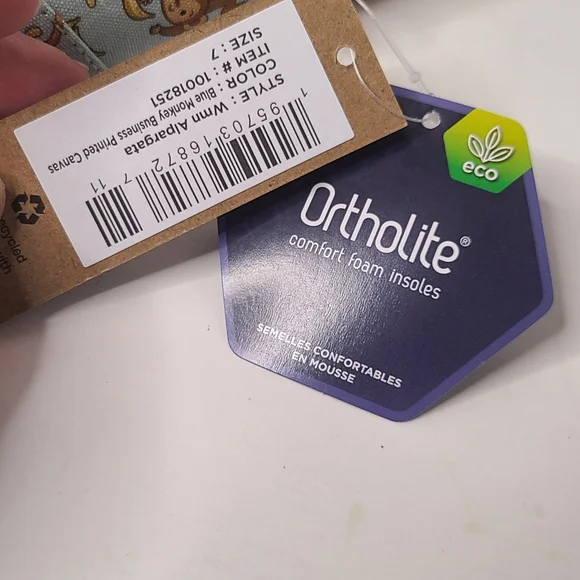 STYLE : Wmn Alpargata
COLOR : Blue Monkey Business Printed Canvas
ITEM # : 10018251
SIZE : 7
1 95703 16872 7 11
Ortholite®
comfort foam insoles
SEMELLES CONFORTABLES
EN MOUSSE
eco
with